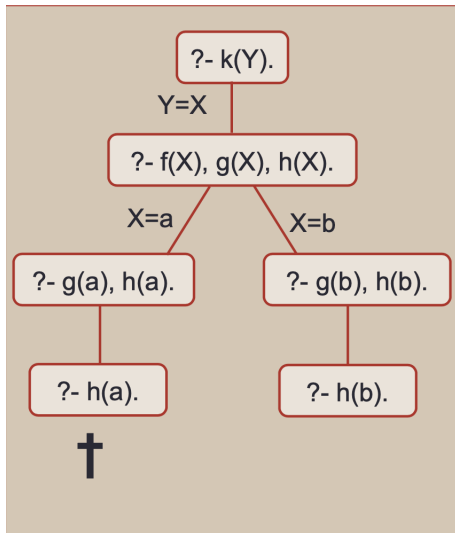 ?- k(Y).
Y=X
?- f(X), g(X), h(X).
X=a
X=b
?- g(a), h(a).
?- g(b), h(b).
?- h(a).
?- h(b).
†